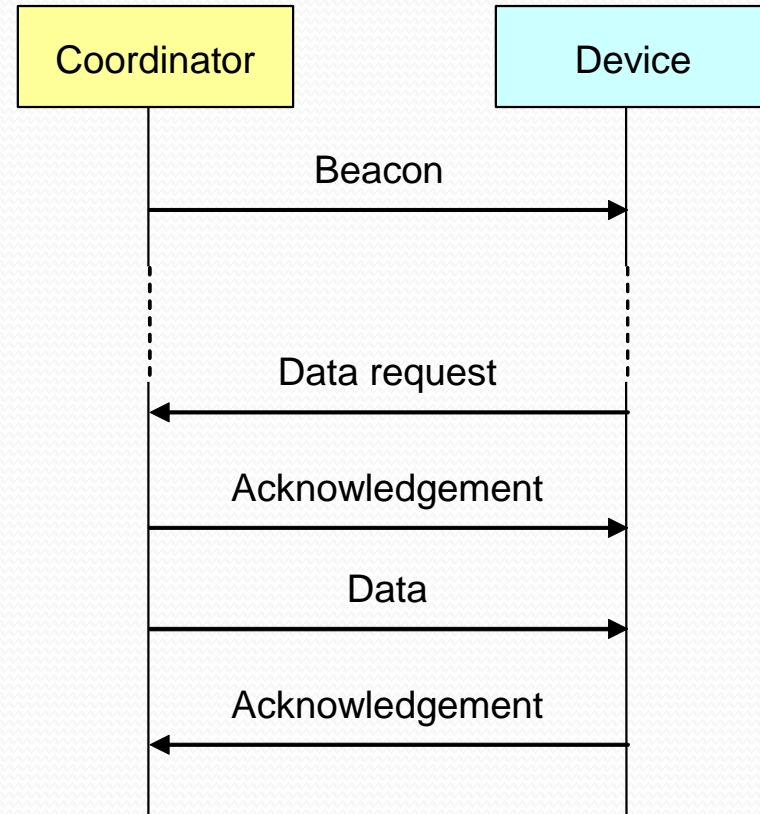 Coordinator
Device
Beacon
Data request
Acknowledgement
Data
Acknowledgement